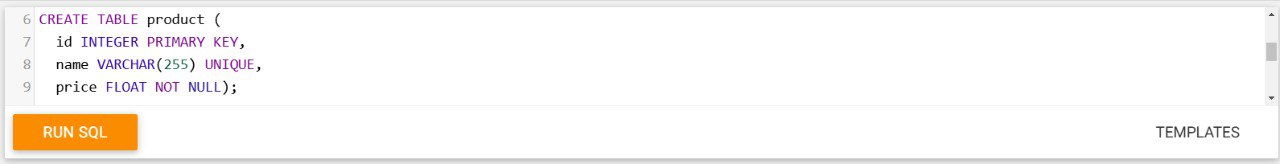 6 CREATE TABLE product (
7   id INTEGER PRIMARY KEY,
8   name VARCHAR(255) UNIQUE,
9   price FLOAT NOT NULL);
RUN SQL
TEMPLATES